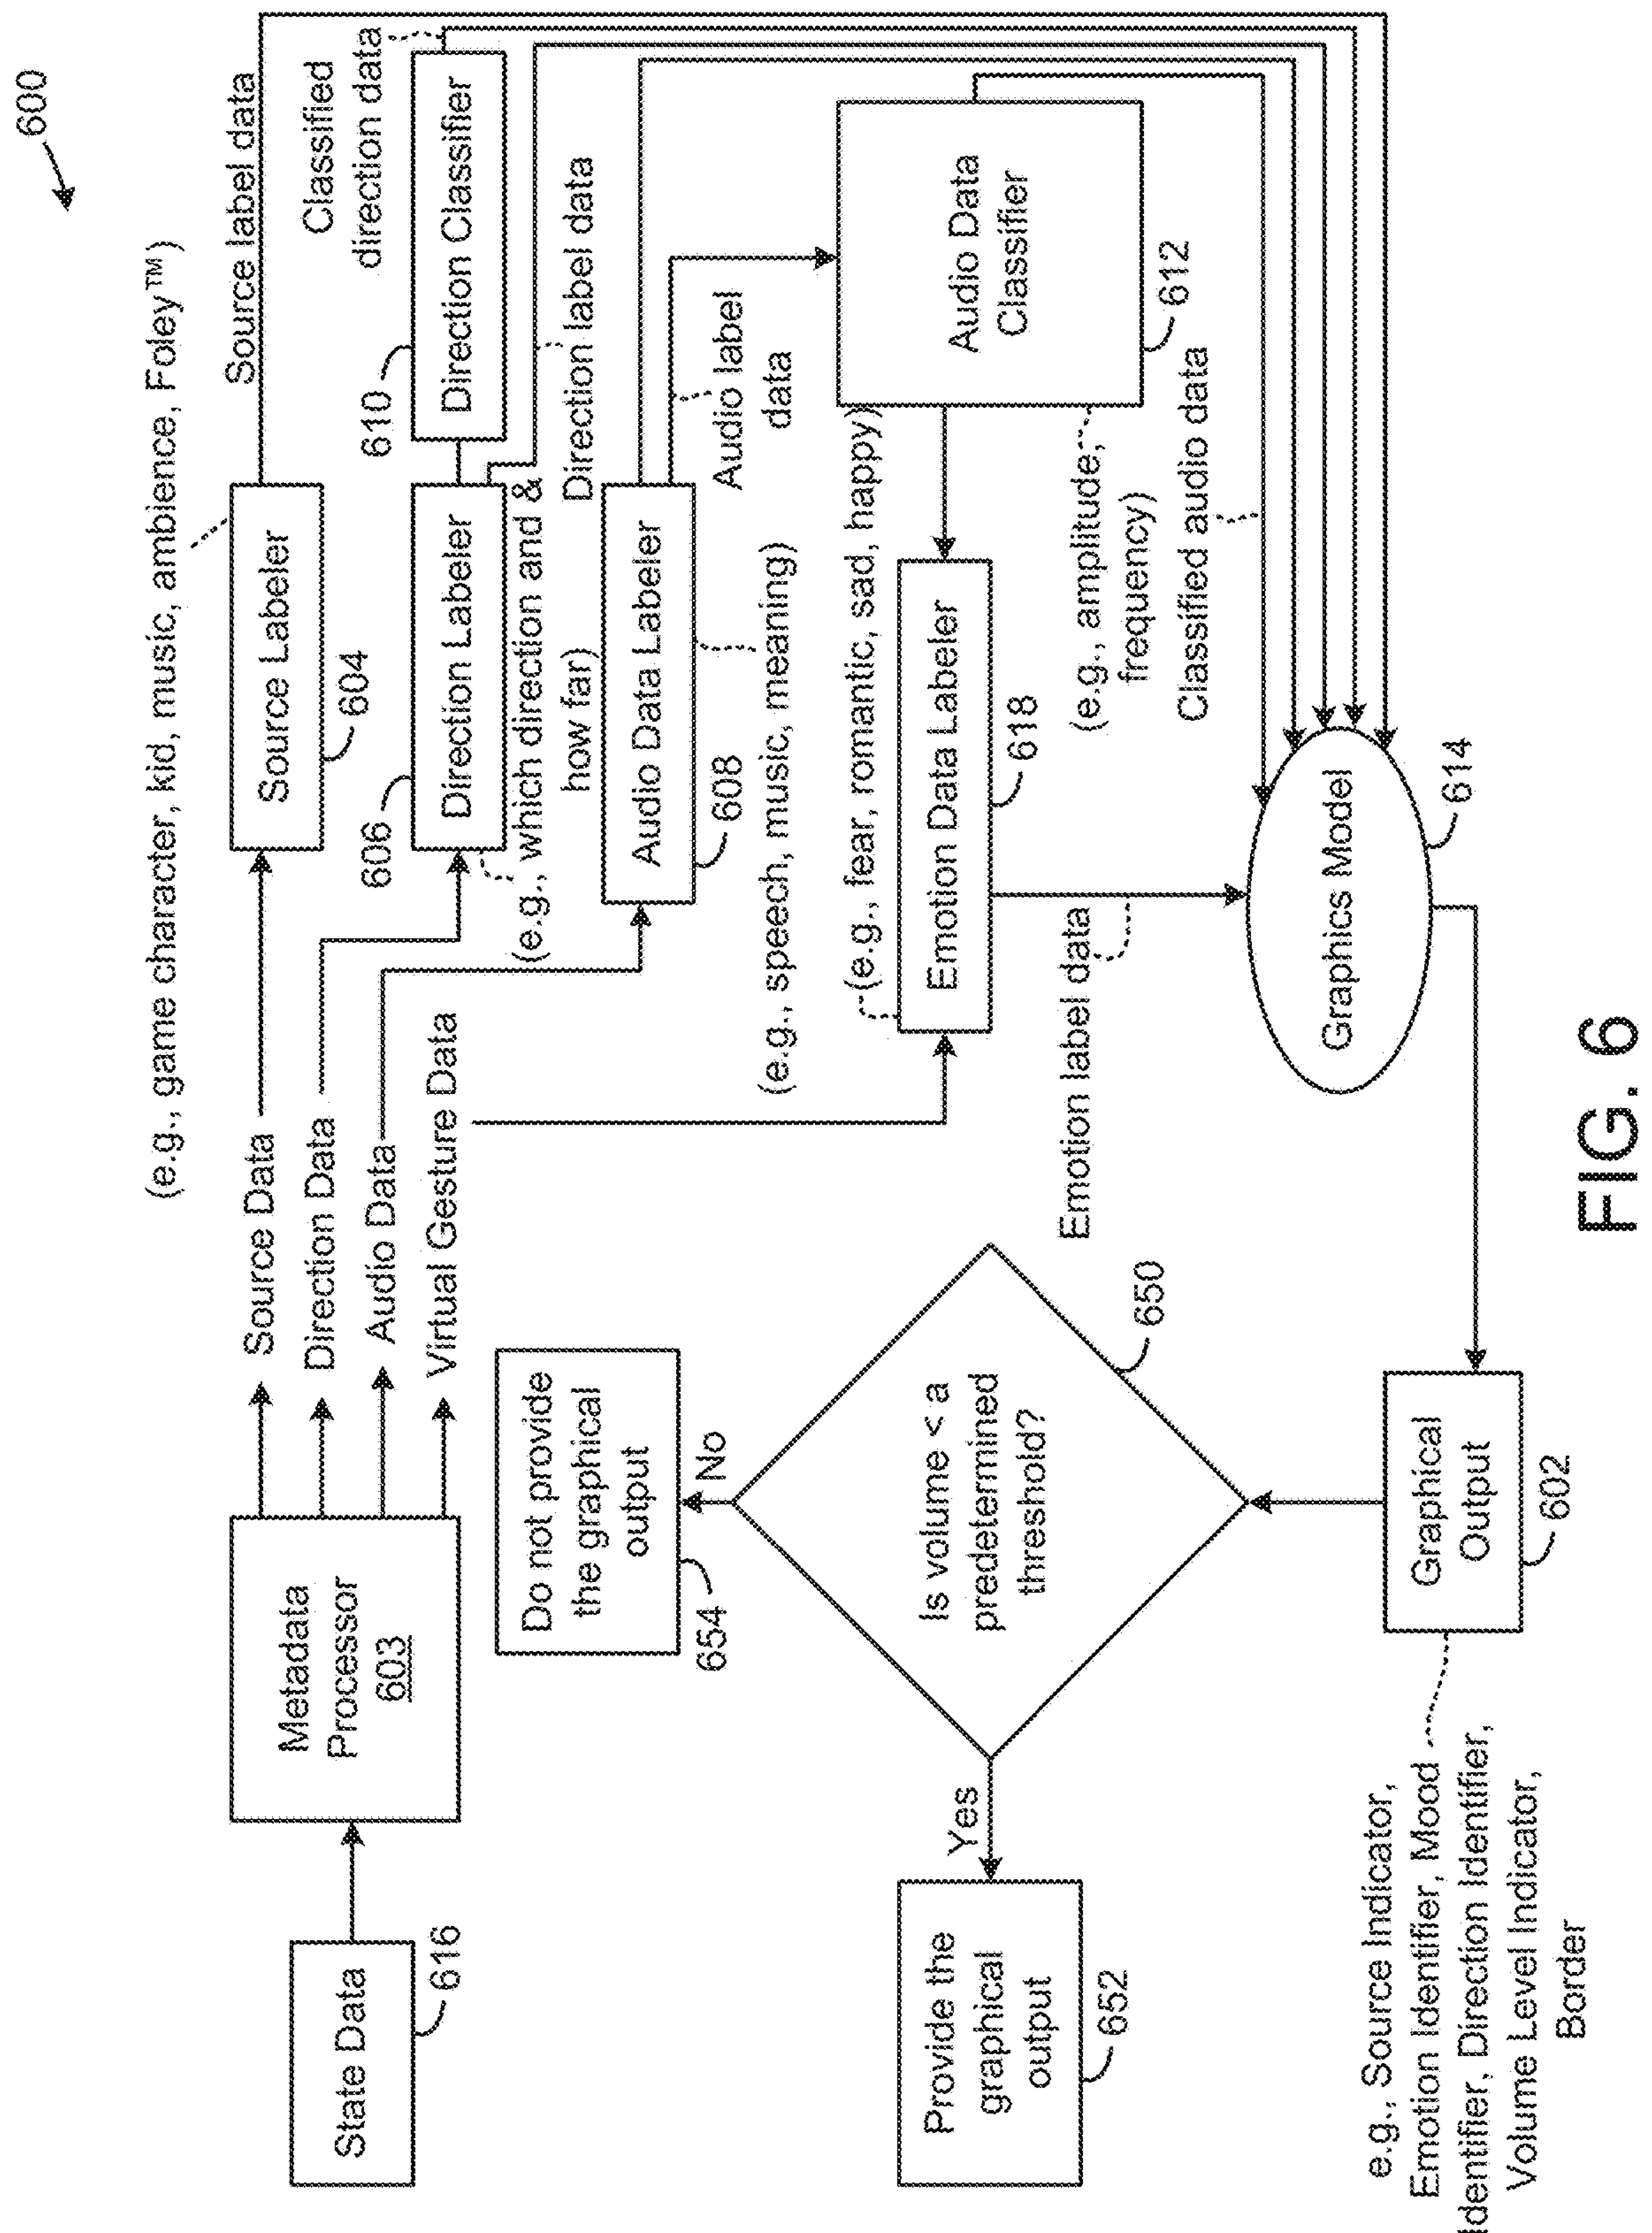 600
(e.g., game character, kid, music, ambience, Foley™)
State Data
616
Metadata
Processor
603
Source Data
Direction Data
Audio Data
Virtual Gesture Data
Source Labeler
604
Source label data
606
Direction Labeler
(e.g., which direction and &
how far)
610
Direction Classifier
Classified
direction data
Direction label data
Audio Data Labeler
608
(e.g., speech, music, meaning)
Audio label
data
Audio Data
Classifier
612
(e.g., amplitude,
frequency)
Classified audio data
(e.g., fear, romantic, sad, happy)
Emotion Data Labeler
618
Emotion label data
Graphics Model
614
Graphical
Output
602
e.g., Source Indicator,
Emotion Identifier, Mood
Identifier, Direction Identifier,
Volume Level Indicator,
Border
Is volume < a
predetermined
threshold?
650
No
Do not provide
the graphical
output
654
Yes
Provide the
graphical
output
652
FIG. 6